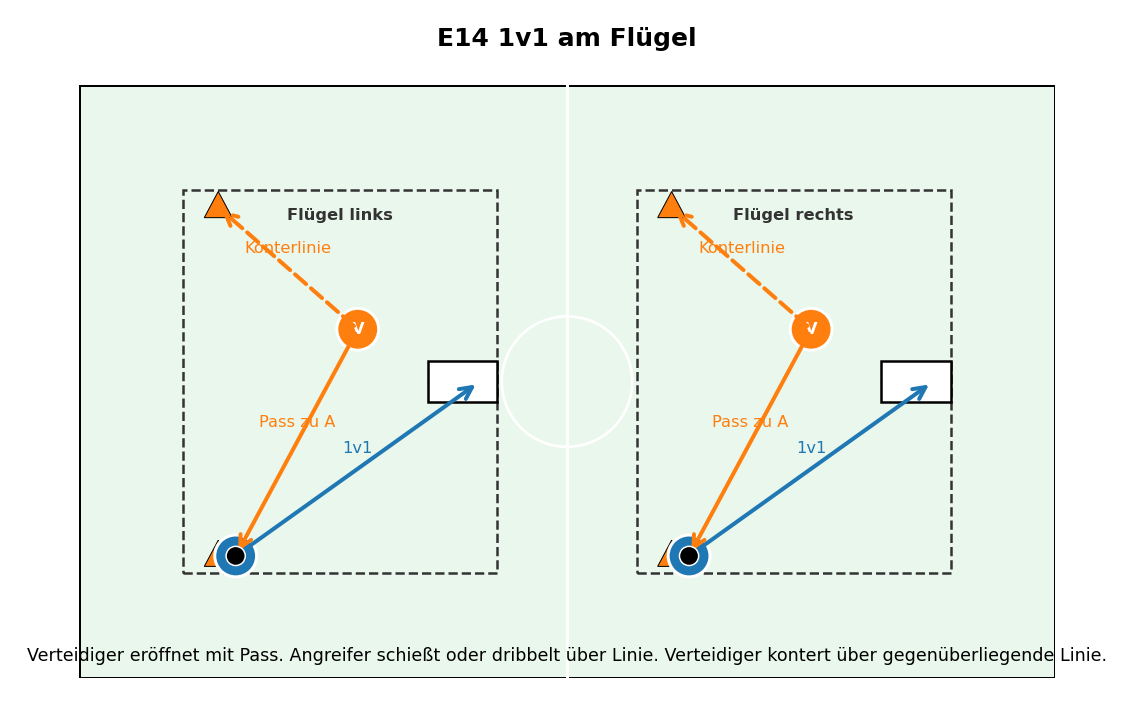 E14 1v1 am Flügel
Flügel links
Flügel rechts
Konterlinie
Konterlinie
V
V
Pass zu A
Pass zu A
1v1
1v1
Verteidiger eröffnet mit Pass. Angreifer schießt oder dribbelt über Linie. Verteidiger kontert über gegenüberliegende Linie.